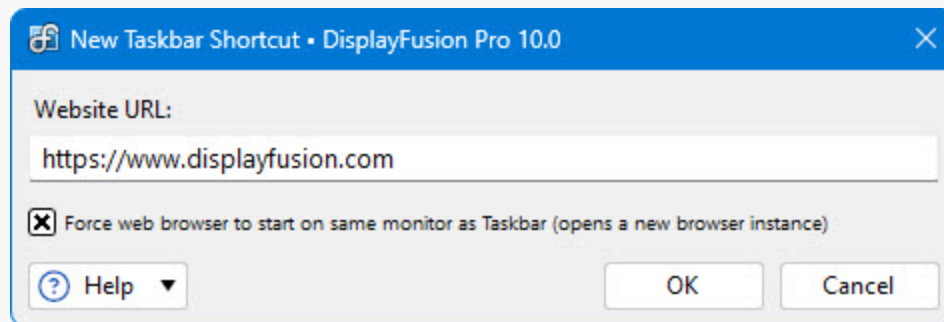 New Taskbar Shortcut • DisplayFusion Pro 10.0
Website URL:
https://www.displayfusion.com
Force web browser to start on same monitor as Taskbar (opens a new browser instance)
Help OK Cancel